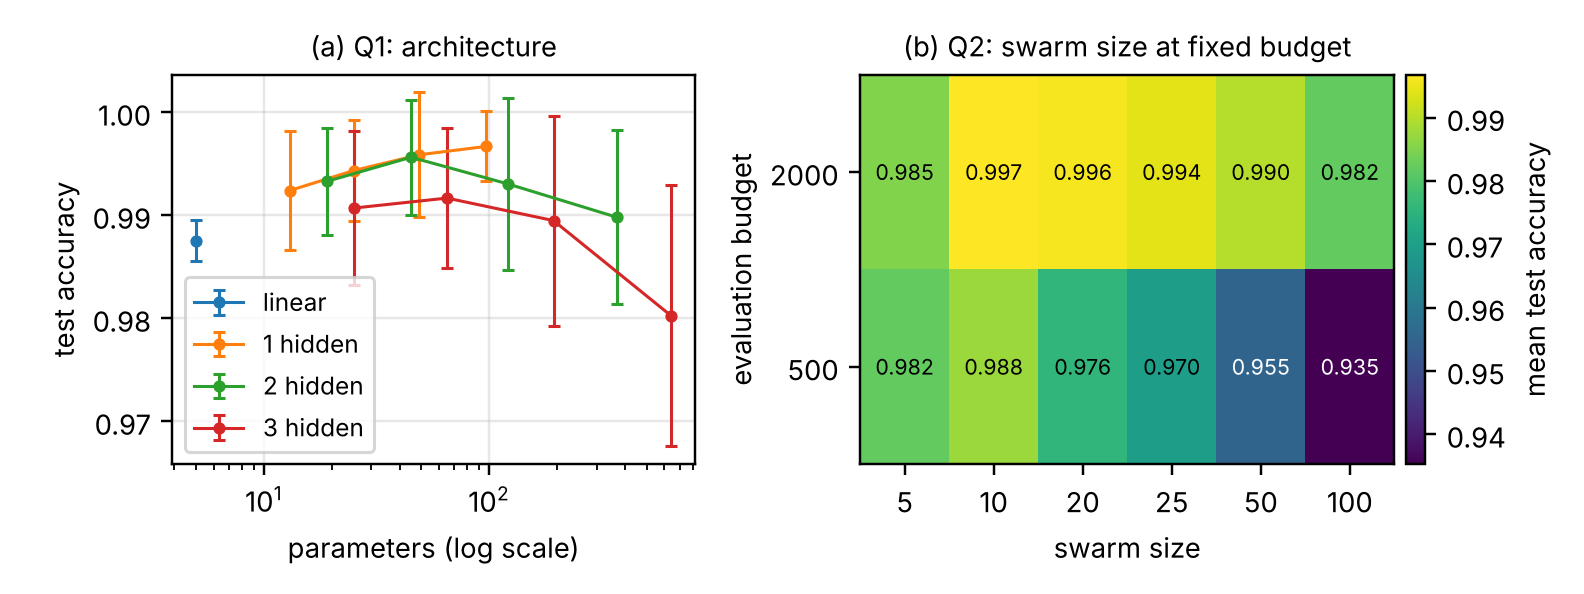 (a) Q1: architecture
1.00
0.99
0.98
0.97
test accuracy
linear
1 hidden
2 hidden
3 hidden
10¹
10²
parameters (log scale)
(b) Q2: swarm size at fixed budget
evaluation budget
2000
0.985 0.997 0.996 0.994 0.990 0.982
500
0.982 0.988 0.976 0.970 0.955 0.935
5 10 20 25 50 100
swarm size
0.99
0.98
0.97
0.96
0.95
0.94
mean test accuracy